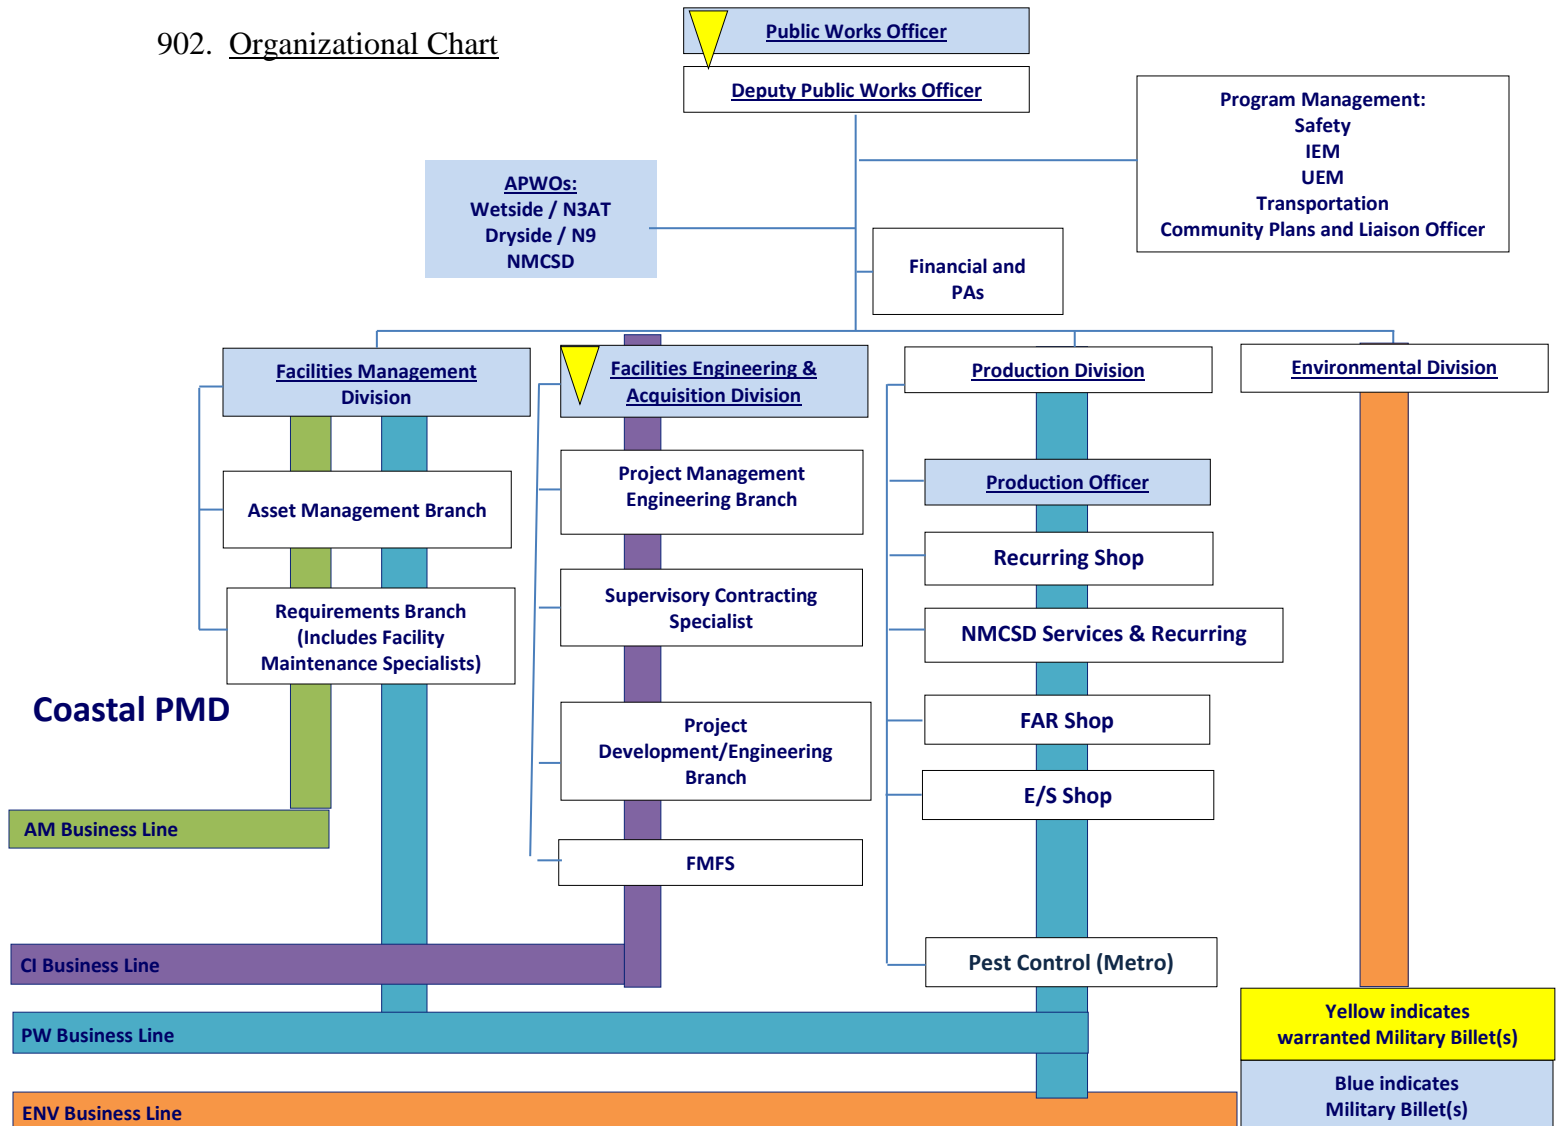 902. Organizational Chart
Public Works Officer
Deputy Public Works Officer
Program Management:
Safety
IEM
UEM
Transportation
Community Plans and Liaison Officer
APWOs:
Wetside / N3AT
Dryside / N9
NMCSD
Financial and
PAs
Facilities Management
Division
Asset Management Branch
Requirements Branch
(Includes Facility
Maintenance Specialists)
Facilities Engineering &
Acquisition Division
Project Management
Engineering Branch
Supervisory Contracting
Specialist
Project
Development/Engineering
Branch
FMFS
Production Division
Production Officer
Recurring Shop
NMCSD Services & Recurring
FAR Shop
E/S Shop
Pest Control (Metro)
Environmental Division
Coastal PMD
AM Business Line
CI Business Line
PW Business Line
ENV Business Line
Yellow indicates
warranted Military Billet(s)
Blue indicates
Military Billet(s)